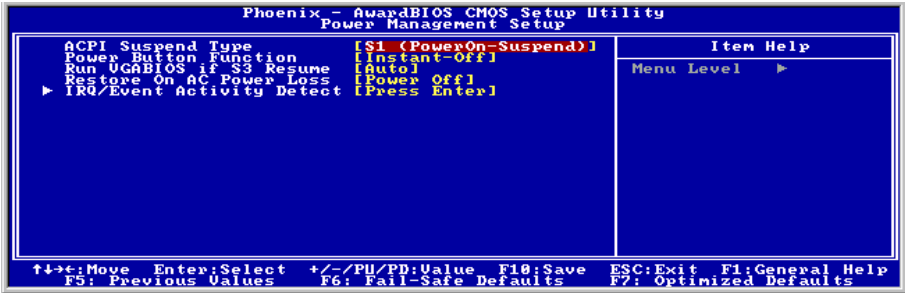 Phoenix - AwardBIOS CMOS Setup Utility
Power Management Setup
ACPI Suspend Type [S1 (PowerOn-Suspend)]
Power Button Function [Instant-Off]
Run VGABIOS if S3 Resume [Auto]
Restore On AC Power Loss [Power Off]
► IRQ/Event Activity Detect [Press Enter]
Item Help
Menu Level ►
↑↓→←:Move Enter:Select +/-/PU/PD:Value F10:Save ESC:Exit F1:General Help
F5: Previous Values F6: Fail-Safe Defaults F7: Optimized Defaults